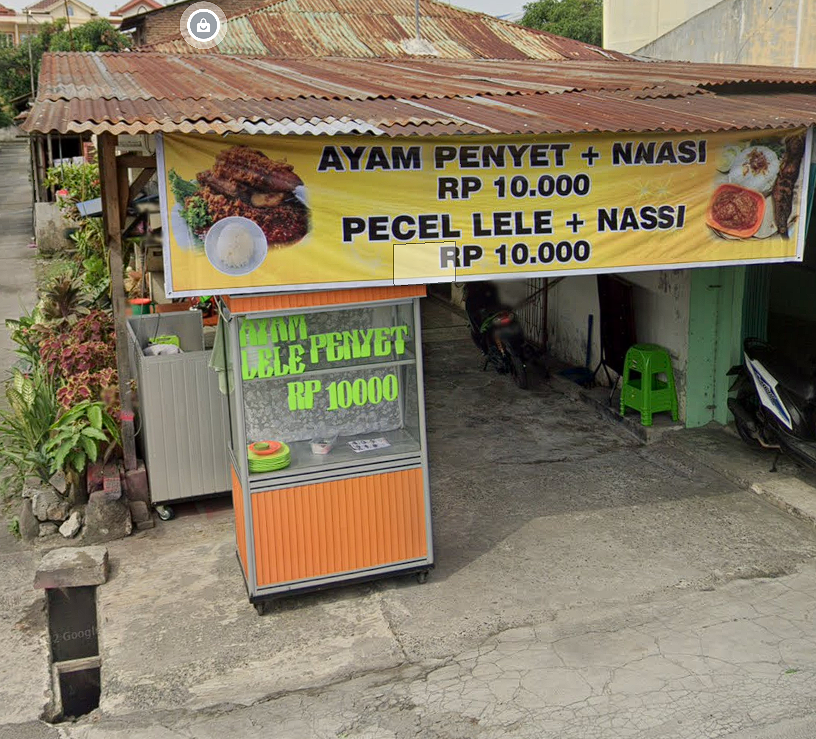 AYAM PENYET + NNASI
RP 10.000
PECEL LELE + NASSI
RP 10.000
AYAM
LELE PENYET
RP 10000